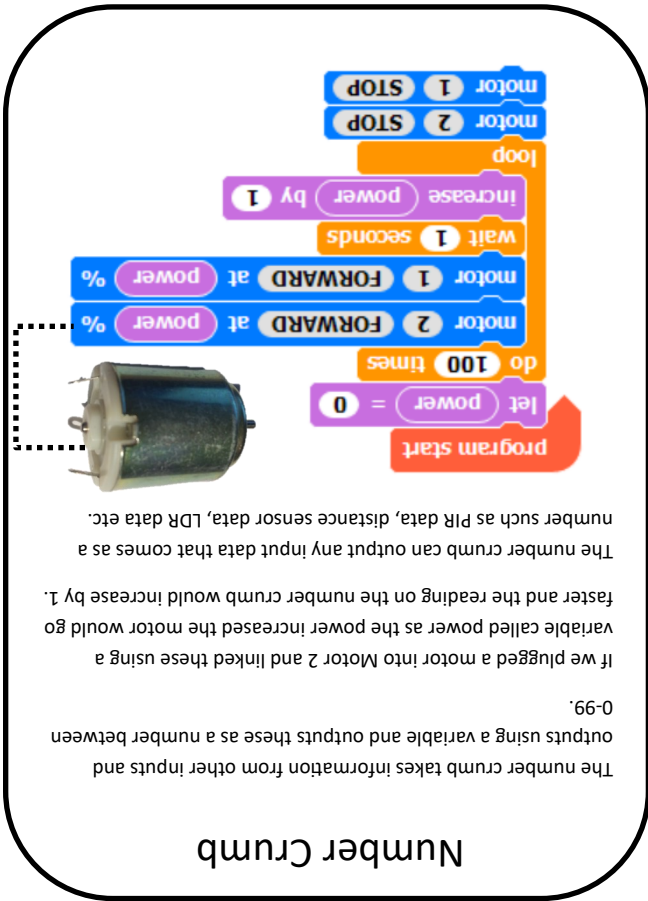 Number Crumb
The number crumb takes information from other inputs and
outputs using a variable and outputs these as a number between
0-99.
If we plugged a motor into Motor 2 and linked these using a
variable called power as the power increased the motor would go
faster and the reading on the number crumb would increase by 1.
The number crumb can output any input data that comes as a
number such as PIR data, distance sensor data, LDR data etc.
program start
let power = 0
do 100 times
motor 2 FORWARD at power %
motor 1 FORWARD at power %
wait 1 seconds
increase power by 1
loop
motor 2 STOP
motor 1 STOP